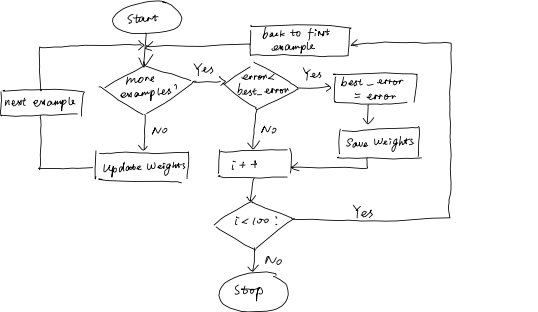 Start
back to first
example
more
examples?
Yes
error<
best_error
Yes
best_error
= error
next example
No
No
Save Weights
Update Weights
i++
i<100?
Yes
No
Stop